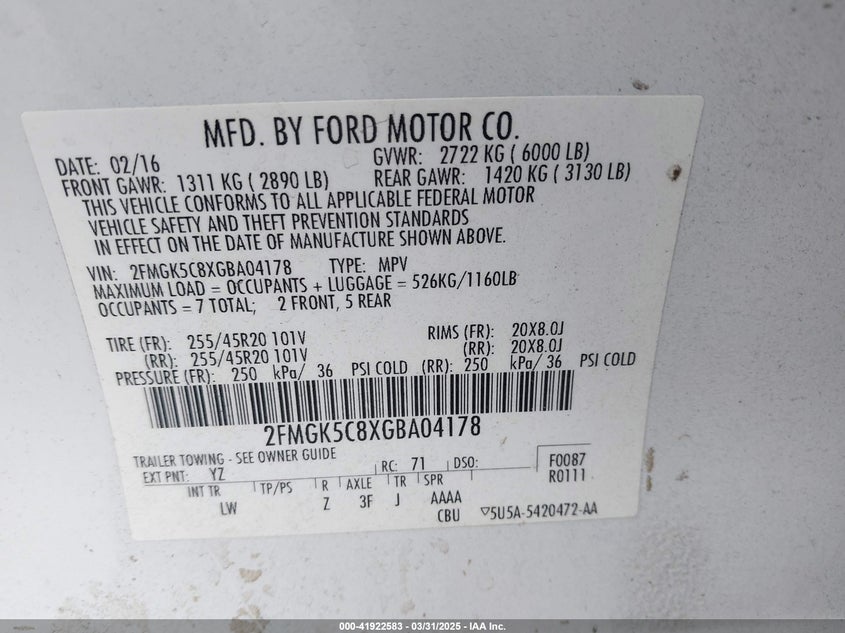 MFD. BY FORD MOTOR CO.
DATE: 02/16 GVWR: 2722 KG ( 6000 LB)
FRONT GAWR: 1311 KG ( 2890 LB) REAR GAWR: 1420 KG ( 3130 LB)
THIS VEHICLE CONFORMS TO ALL APPLICABLE FEDERAL MOTOR
VEHICLE SAFETY AND THEFT PREVENTION STANDARDS
IN EFFECT ON THE DATE OF MANUFACTURE SHOWN ABOVE.
VIN: 2FMGK5C8XGBA04178 TYPE: MPV
MAXIMUM LOAD = OCCUPANTS + LUGGAGE = 526KG/1160LB
OCCUPANTS = 7 TOTAL; 2 FRONT, 5 REAR
TIRE (FR): 255/45R20 101V RIMS (FR): 20X8.0J
(RR): 255/45R20 101V (RR): 20X8.0J
PRESSURE (FR): 250 kPa/ 36 PSI COLD (RR): 250 kPa/ 36 PSI COLD
2FMGK5C8XGBA04178
TRAILER TOWING - SEE OWNER GUIDE
EXT PNT: YZ RC: 71 DSO: F0087
R0111
INT TR TP/PS R AXLE TR SPR
LW Z 3F J AAAA
CBU ▽5U5A-5420472-AA
000-41922583 - 03/31/2025 - IAA Inc.